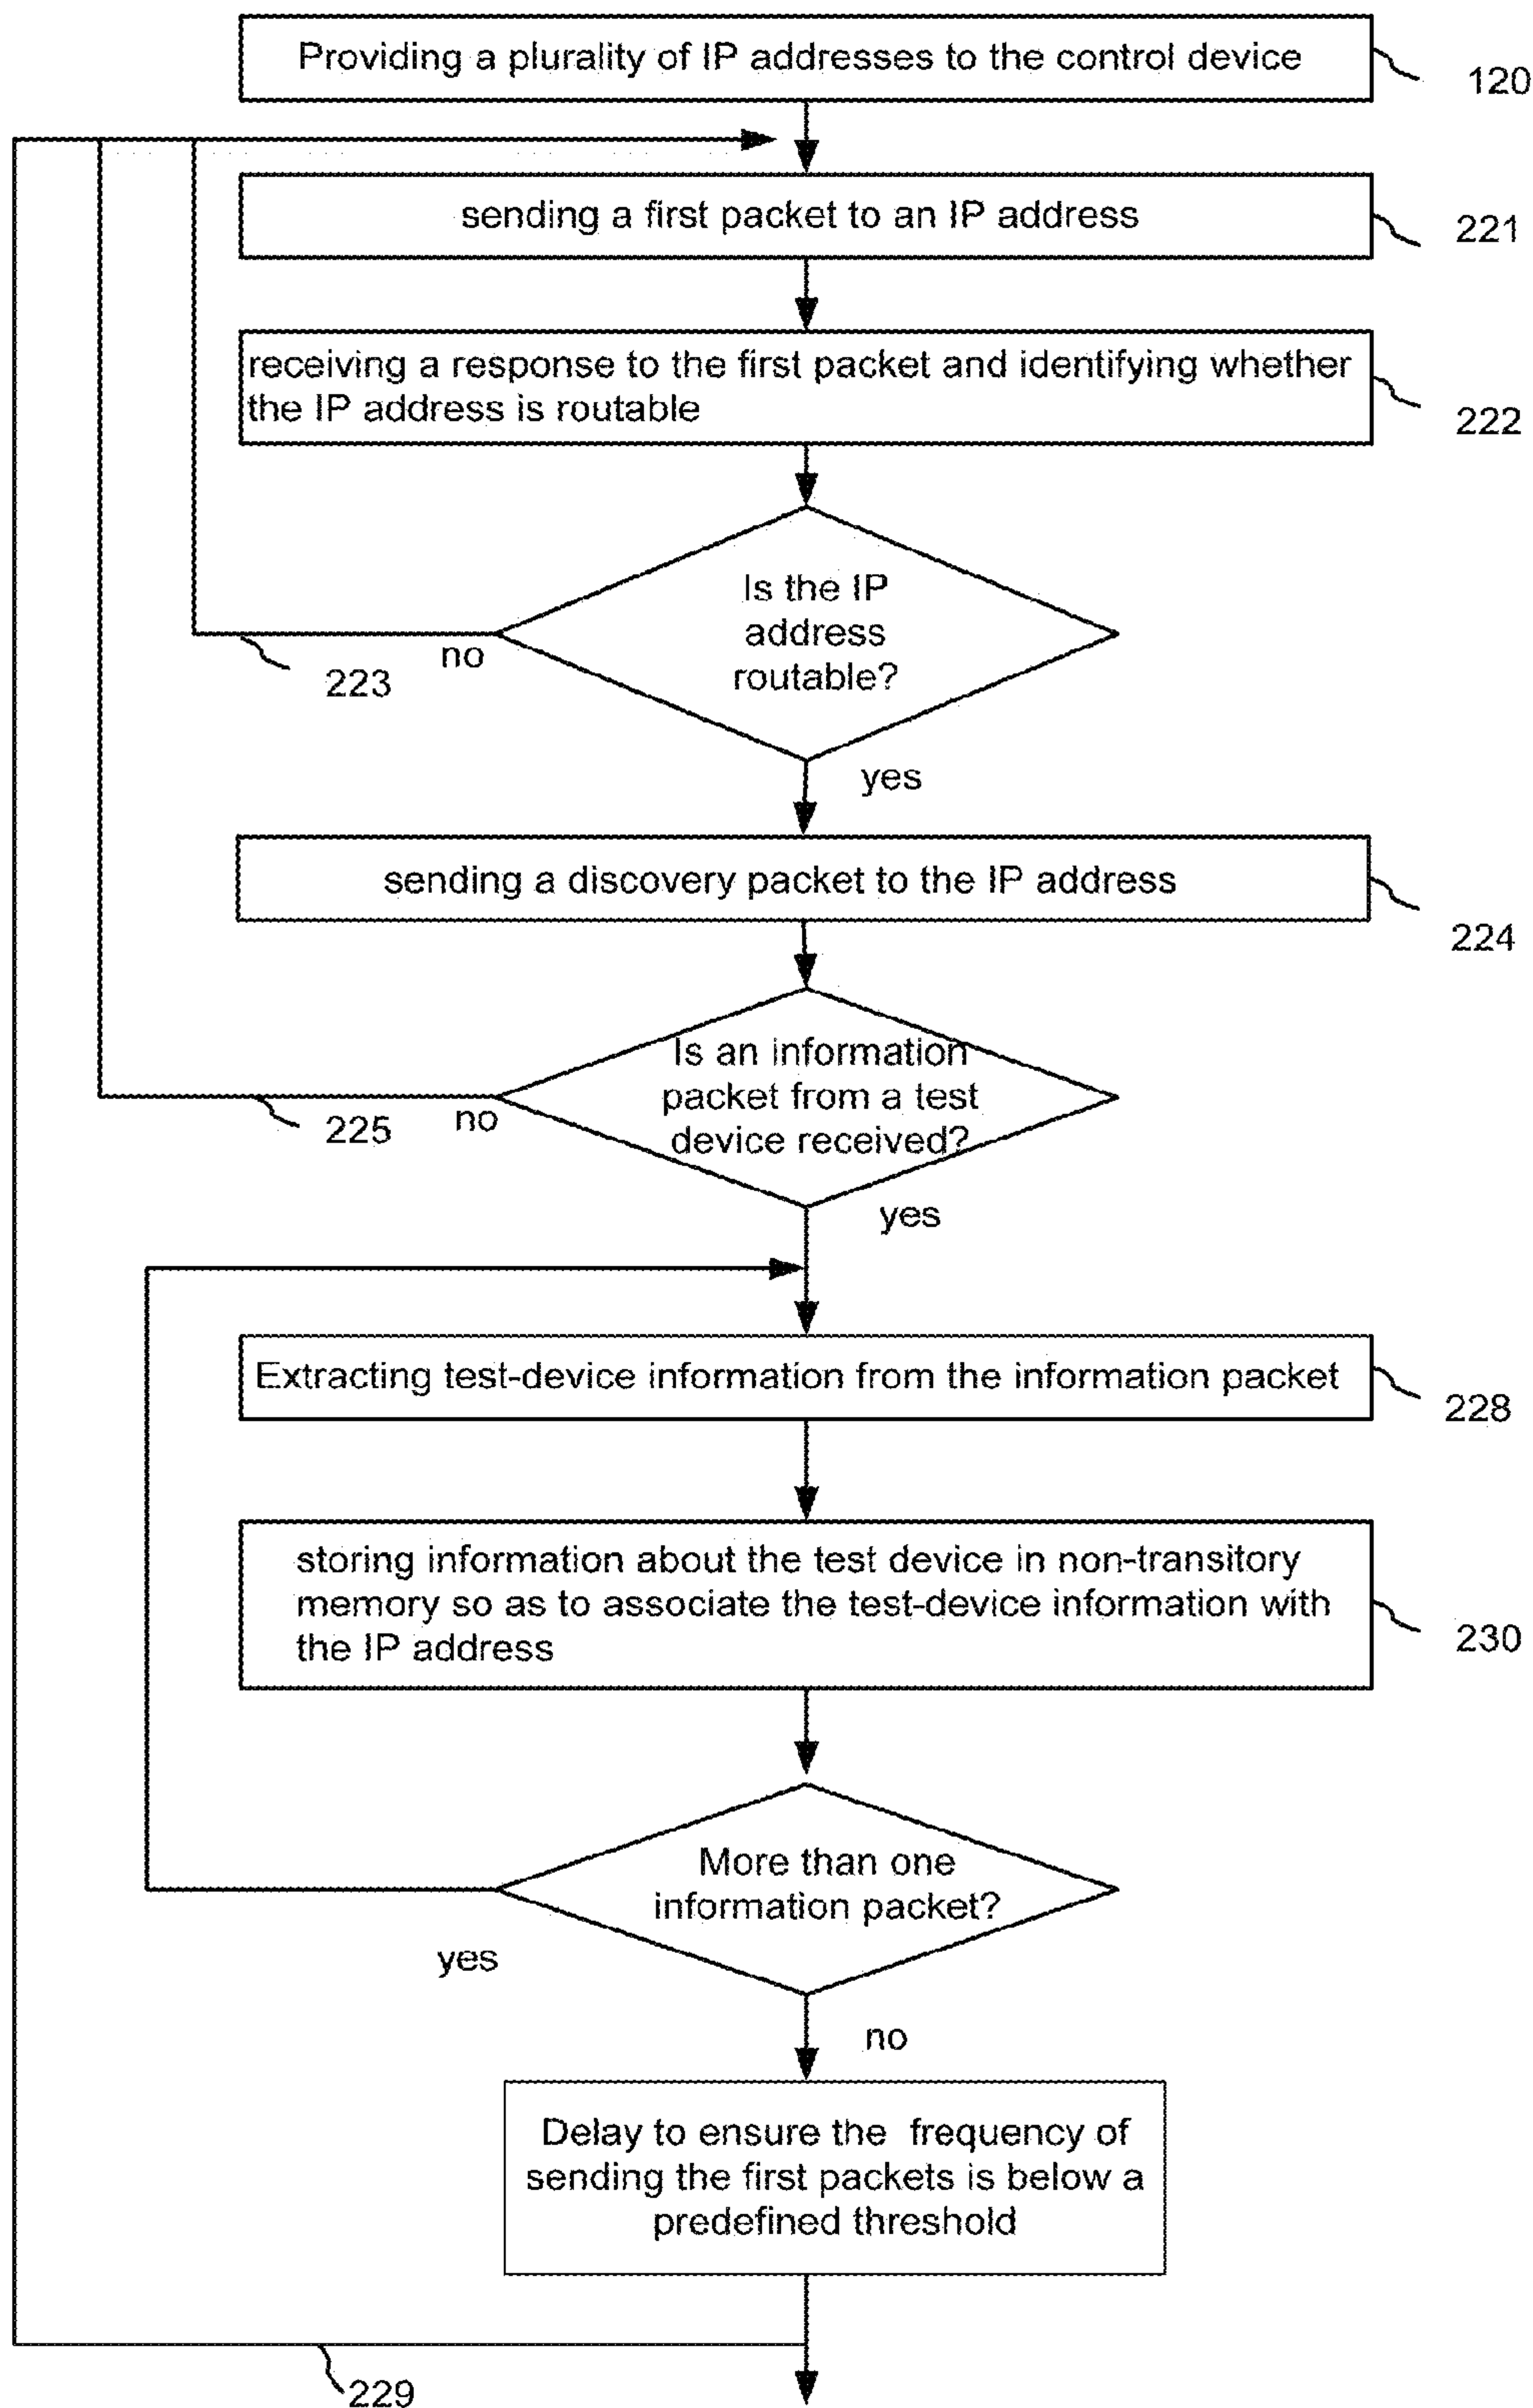 Providing a plurality of IP addresses to the control device
120
sending a first packet to an IP address
221
receiving a response to the first packet and identifying whether
the IP address is routable
222
Is the IP
address
routable?
no
223
yes
sending a discovery packet to the IP address
224
Is an information
packet from a test
device received?
no
225
yes
Extracting test-device information from the information packet
228
storing information about the test device in non-transitory
memory so as to associate the test-device information with
the IP address
230
More than one
information packet?
yes
no
Delay to ensure the frequency of
sending the first packets is below a
predefined threshold
229